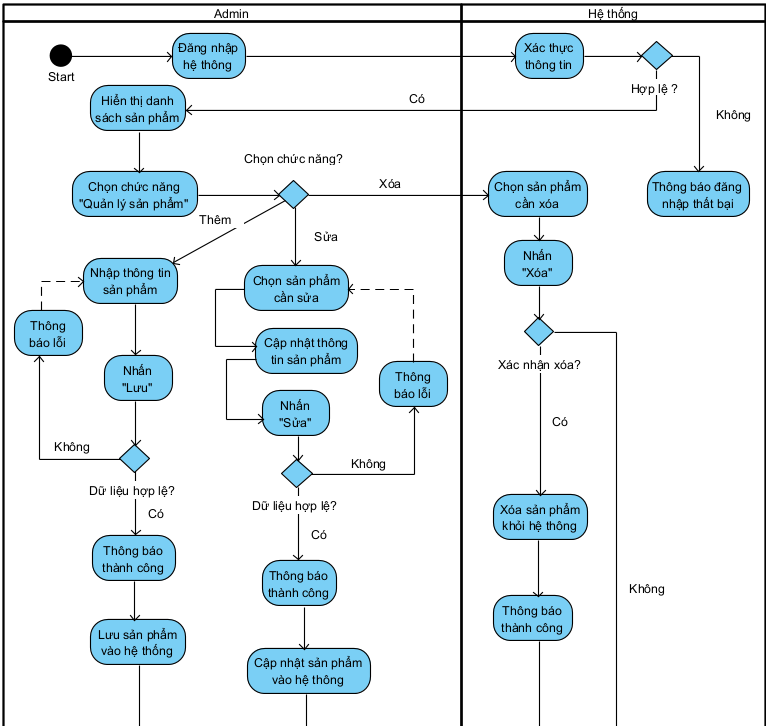 Admin
Hệ thống
Đăng nhập
hệ thông
Xác thực
thông tin
Start
Hợp lệ ?
Hiển thị danh
sách sản phẩm
Có
Không
Chọn chức năng?
Chọn chức năng
"Quản lý sản phẩm"
Xóa
Chọn sản phẩm
cần xóa
Thông báo đăng
nhập thất bại
Thêm
Sửa
Nhập thông tin
sản phẩm
Chọn sản phẩm
cần sửa
Nhấn
"Xóa"
Thông
báo lỗi
Cập nhật thông
tin sản phẩm
Xác nhận xóa?
Nhấn
"Lưu"
Thông
báo lỗi
Nhấn
"Sửa"
Có
Không
Không
Dữ liệu hợp lệ?
Dữ liệu hợp lệ?
Có
Xóa sản phẩm
khỏi hệ thông
Có
Thông báo
thành công
Thông báo
thành công
Không
Thông báo
thành công
Lưu sản phẩm
vào hệ thống
Cập nhật sản phẩm
vào hệ thông